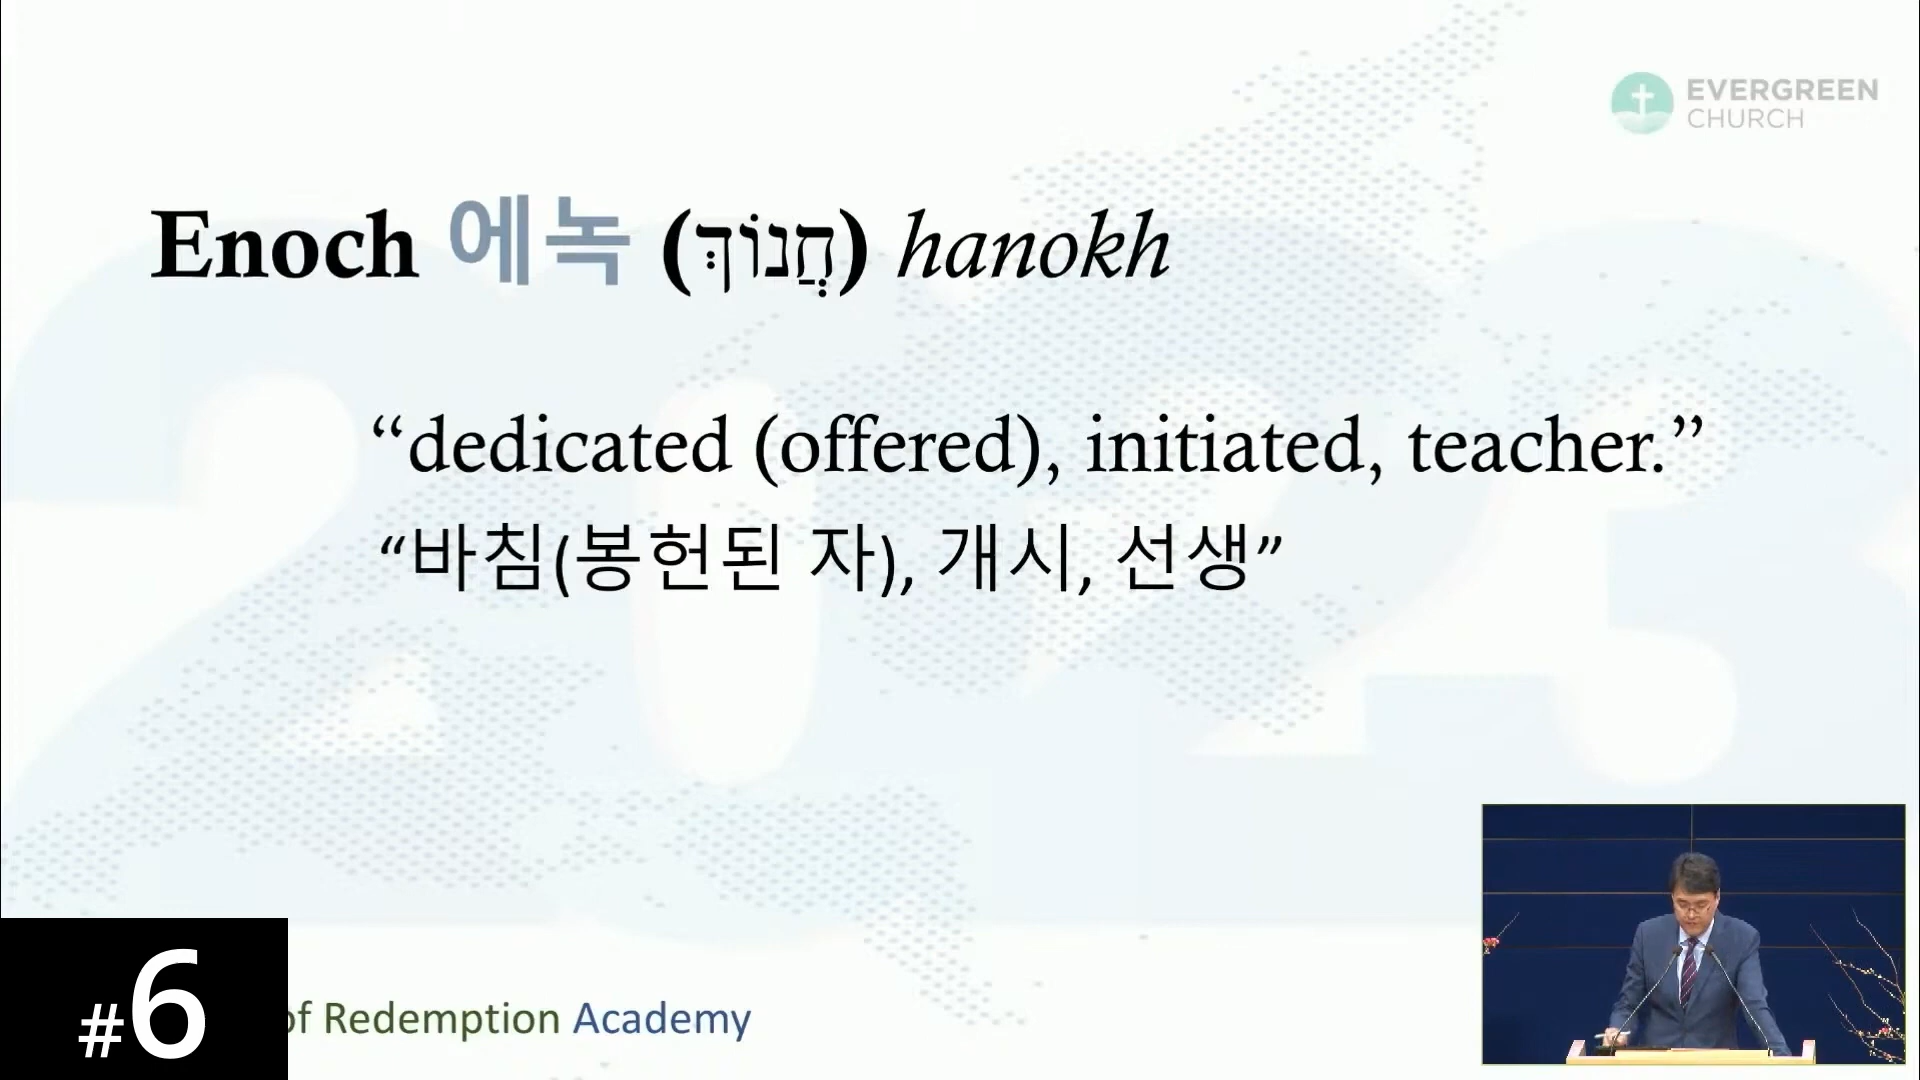 EVERGREEN
CHURCH
Enoch 에녹 (חֲנוֹךְ) hanokh
“dedicated (offered), initiated, teacher.”
“바침(봉헌된 자), 개시, 선생”
#6
of Redemption Academy